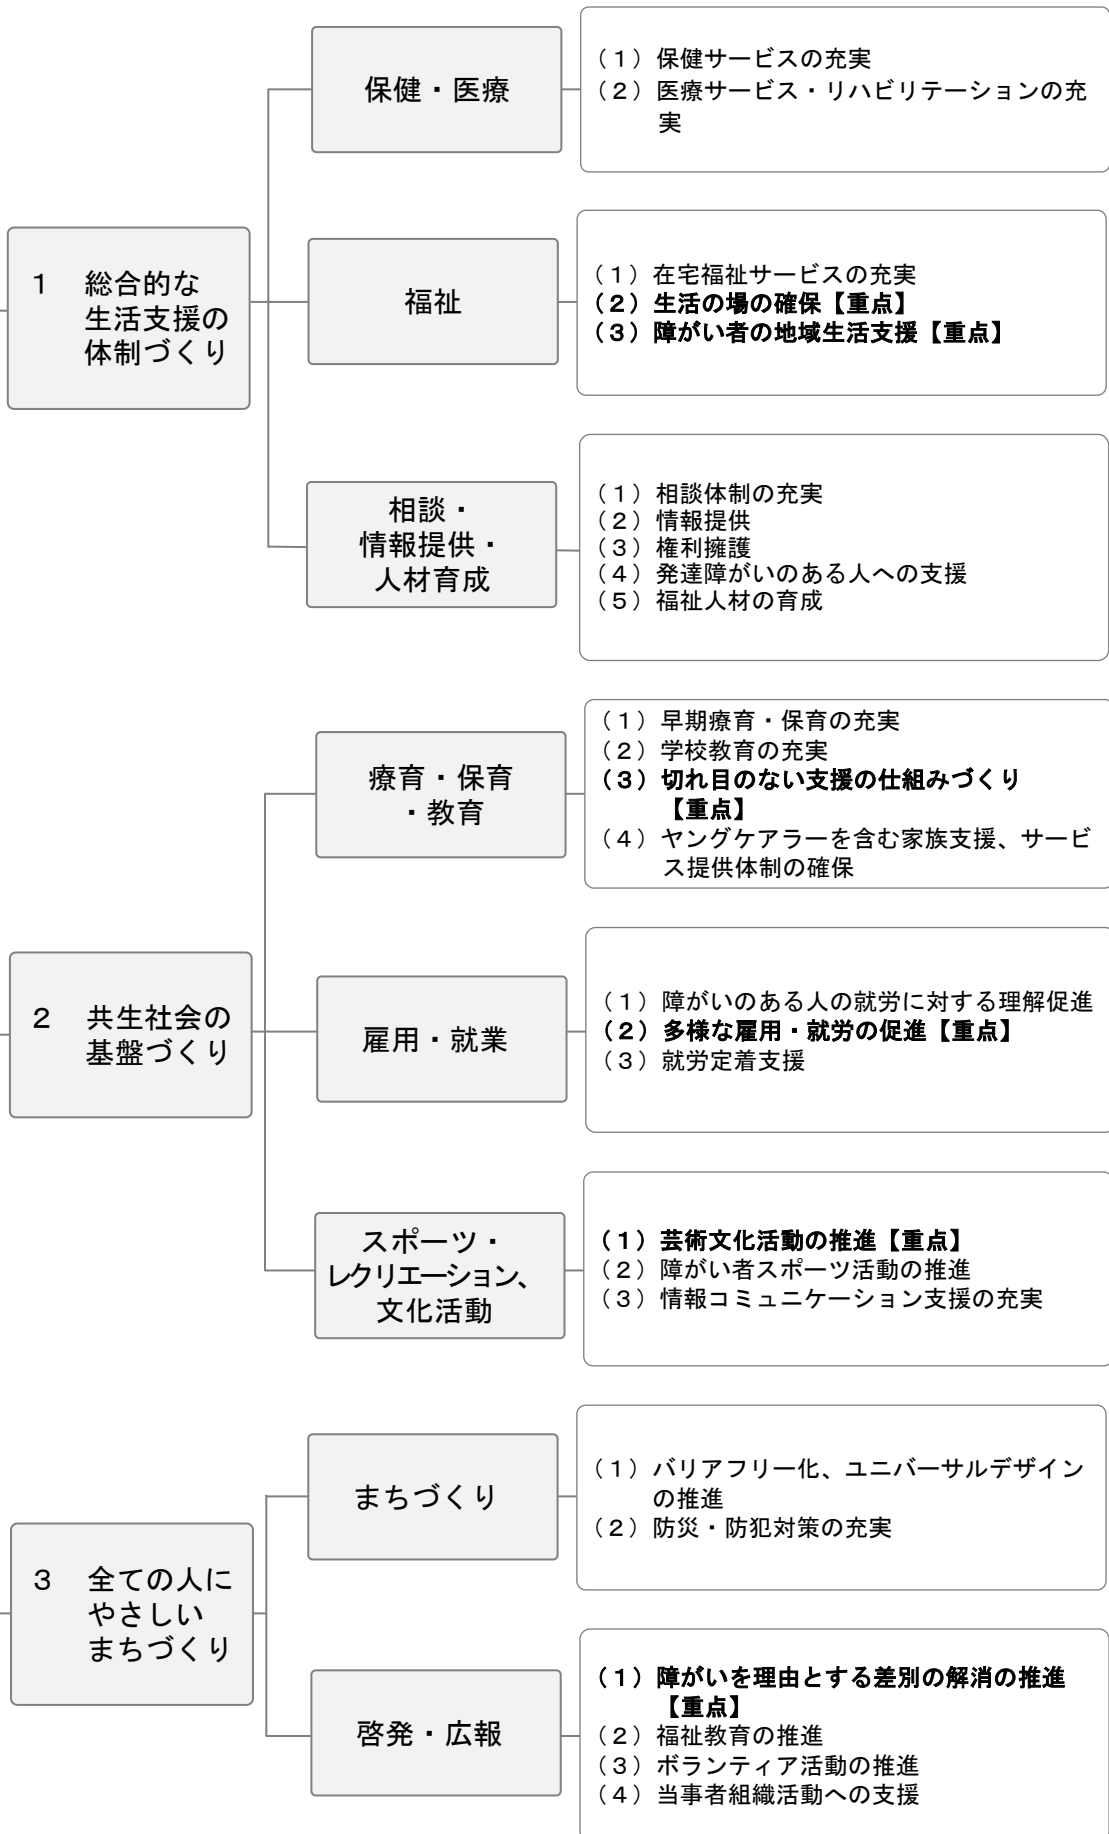 1　総合的な
生活支援の
体制づくり
保健・医療
（１）保健サービスの充実
（２）医療サービス・リハビリテーションの充
実
福祉
（１）在宅福祉サービスの充実
（２）生活の場の確保【重点】
（３）障がい者の地域生活支援【重点】
相談・
情報提供・
人材育成
（１）相談体制の充実
（２）情報提供
（３）権利擁護
（４）発達障がいのある人への支援
（５）福祉人材の育成
2　共生社会の
基盤づくり
療育・保育
・教育
（１）早期療育・保育の充実
（２）学校教育の充実
（３）切れ目のない支援の仕組みづくり
【重点】
（４）ヤングケアラーを含む家族支援、サービ
ス提供体制の確保
雇用・就業
（１）障がいのある人の就労に対する理解促進
（２）多様な雇用・就労の促進【重点】
（３）就労定着支援
スポーツ・
レクリエーション、
文化活動
（１）芸術文化活動の推進【重点】
（２）障がい者スポーツ活動の推進
（３）情報コミュニケーション支援の充実
3　全ての人に
やさしい
まちづくり
まちづくり
（１）バリアフリー化、ユニバーサルデザイン
の推進
（２）防災・防犯対策の充実
啓発・広報
（１）障がいを理由とする差別の解消の推進
【重点】
（２）福祉教育の推進
（３）ボランティア活動の推進
（４）当事者組織活動への支援